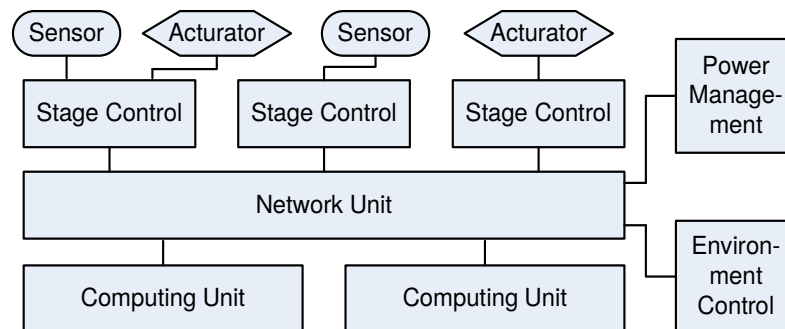 Sensor
Acturator
Sensor
Acturator
Stage Control
Stage Control
Stage Control
Power
Manage-
ment
Network Unit
Environ-
ment
Control
Computing Unit
Computing Unit